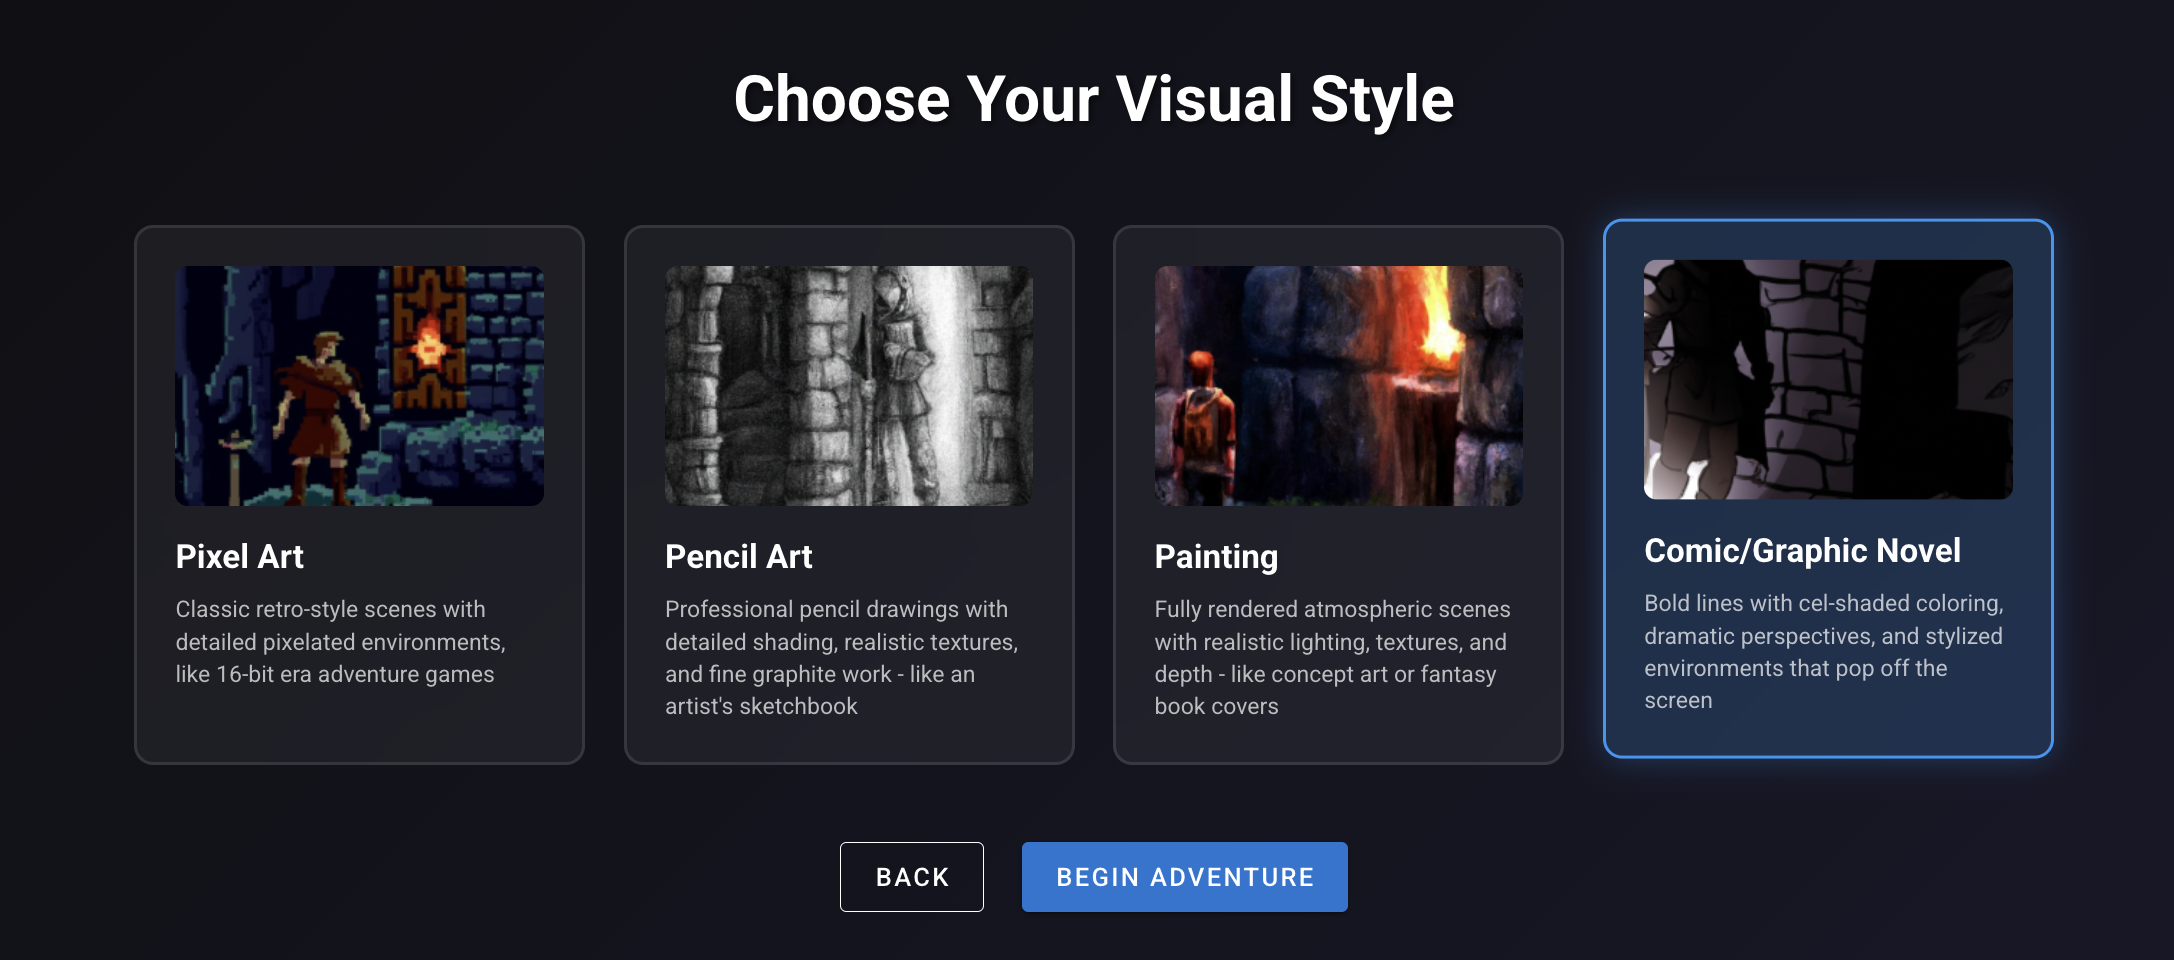 Choose Your Visual Style
Pixel Art
Classic retro-style scenes with
detailed pixelated environments,
like 16-bit era adventure games
Pencil Art
Professional pencil drawings with
detailed shading, realistic textures,
and fine graphite work - like an
artist's sketchbook
Painting
Fully rendered atmospheric scenes
with realistic lighting, textures, and
depth - like concept art or fantasy
book covers
Comic/Graphic Novel
Bold lines with cel-shaded coloring,
dramatic perspectives, and stylized
environments that pop off the
screen
BACK
BEGIN ADVENTURE